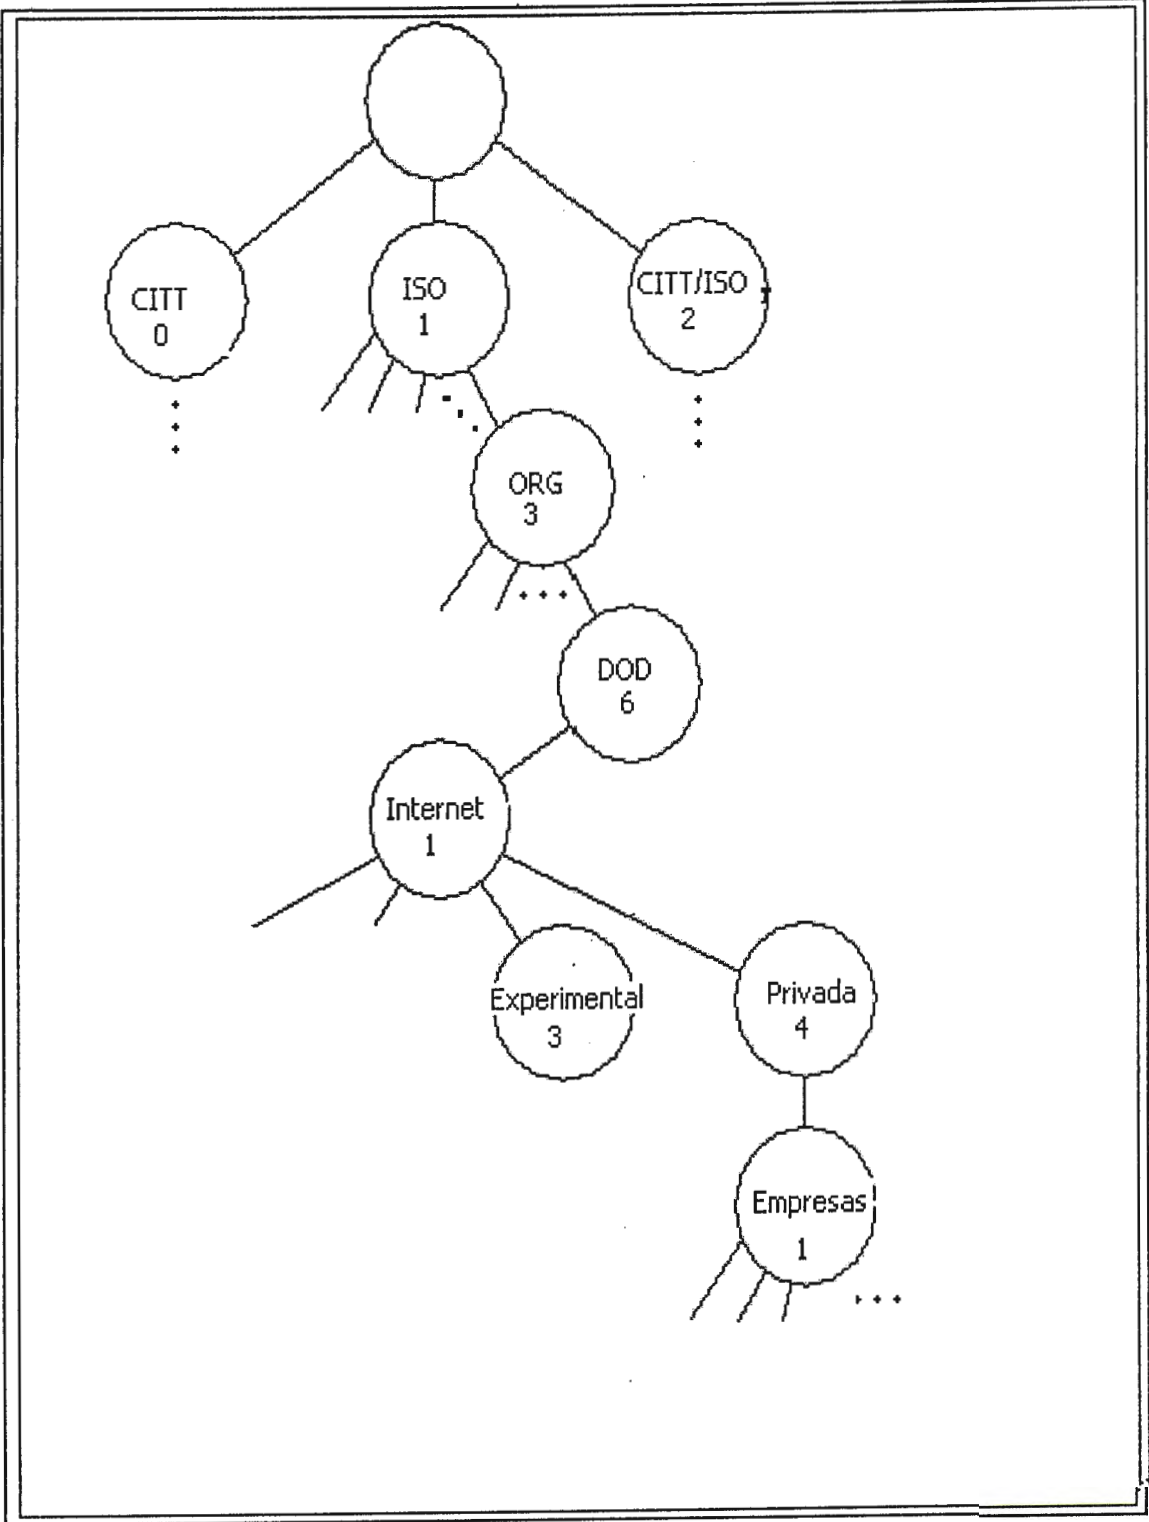 CITT
0
ISO
1
CITT/ISO
2
ORG
3
DOD
6
Internet
1
Experimental
3
Privada
4
Empresas
1